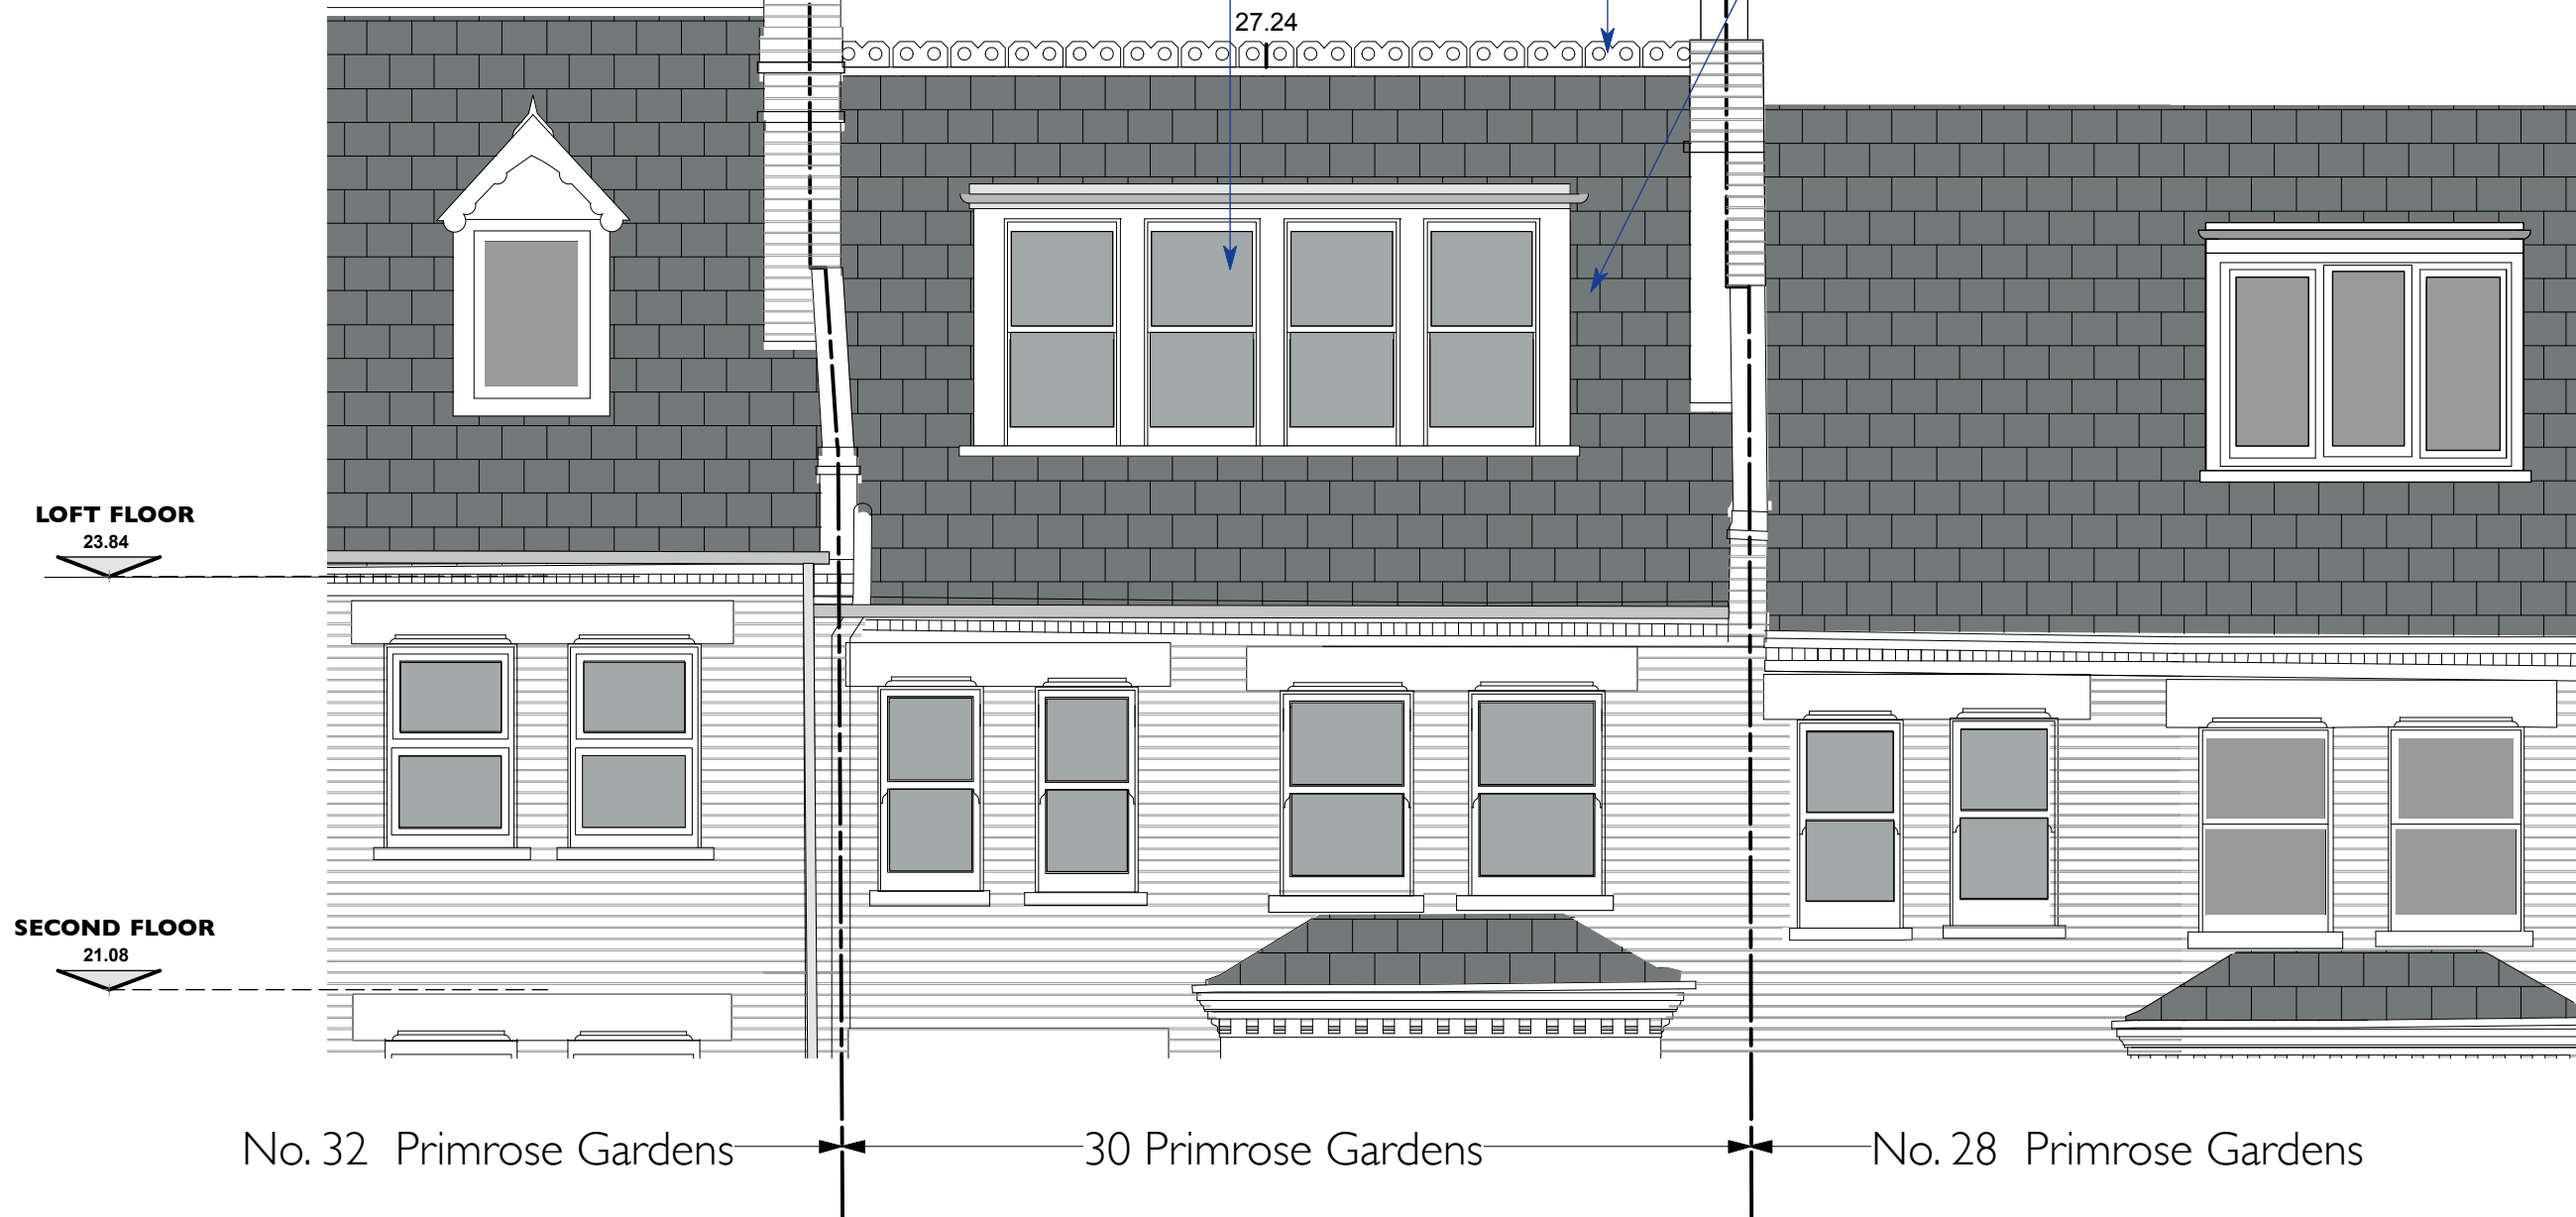 27.24
LOFT FLOOR
23.84
SECOND FLOOR
21.08
No. 32 Primrose Gardens
30 Primrose Gardens
No. 28 Primrose Gardens